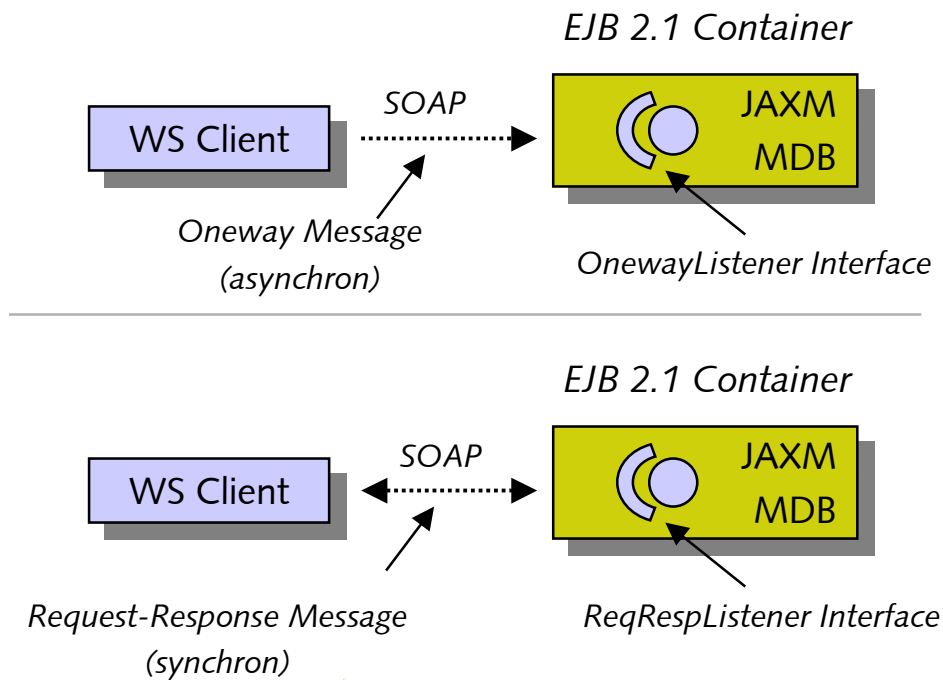 EJB 2.1 Container
SOAP
WS Client
JAXM
MDB
Oneway Message
(asynchron)
OnewayListener Interface
EJB 2.1 Container
SOAP
WS Client
JAXM
MDB
Request-Response Message
(synchron)
ReqRespListener Interface